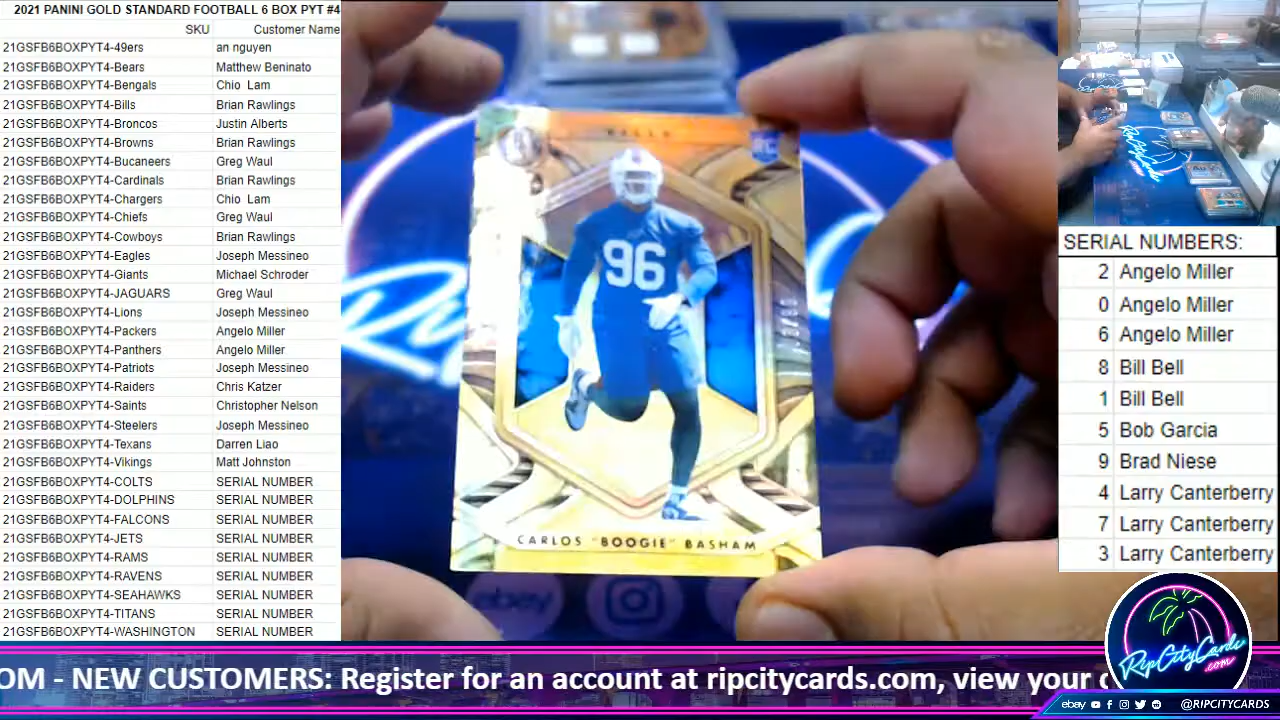 2021 PANINI GOLD STANDARD FOOTBALL 6 BOX PYT #4
SKU Customer Name
21GSFB6BOXPYT4-49ers an nguyen
21GSFB6BOXPYT4-Bears Matthew Beninato
21GSFB6BOXPYT4-Bengals Chio Lam
21GSFB6BOXPYT4-Bills Brian Rawlings
21GSFB6BOXPYT4-Broncos Justin Alberts
21GSFB6BOXPYT4-Browns Brian Rawlings
21GSFB6BOXPYT4-Bucaneers Greg Waul
21GSFB6BOXPYT4-Cardinals Brian Rawlings
21GSFB6BOXPYT4-Chargers Chio Lam
21GSFB6BOXPYT4-Chiefs Greg Waul
21GSFB6BOXPYT4-Cowboys Brian Rawlings
21GSFB6BOXPYT4-Eagles Joseph Messineo
21GSFB6BOXPYT4-Giants Michael Schroder
21GSFB6BOXPYT4-JAGUARS Greg Waul
21GSFB6BOXPYT4-Lions Joseph Messineo
21GSFB6BOXPYT4-Packers Angelo Miller
21GSFB6BOXPYT4-Panthers Angelo Miller
21GSFB6BOXPYT4-Patriots Joseph Messineo
21GSFB6BOXPYT4-Raiders Chris Katzer
21GSFB6BOXPYT4-Saints Christopher Nelson
21GSFB6BOXPYT4-Steelers Joseph Messineo
21GSFB6BOXPYT4-Texans Darren Liao
21GSFB6BOXPYT4-Vikings Matt Johnston
21GSFB6BOXPYT4-COLTS SERIAL NUMBER
21GSFB6BOXPYT4-DOLPHINS SERIAL NUMBER
21GSFB6BOXPYT4-FALCONS SERIAL NUMBER
21GSFB6BOXPYT4-JETS SERIAL NUMBER
21GSFB6BOXPYT4-RAMS SERIAL NUMBER
21GSFB6BOXPYT4-RAVENS SERIAL NUMBER
21GSFB6BOXPYT4-SEAHAWKS SERIAL NUMBER
21GSFB6BOXPYT4-TITANS SERIAL NUMBER
21GSFB6BOXPYT4-WASHINGTON SERIAL NUMBER
BILLS
RC
96
CARLOS "BOOGIE" BASHAM
ebay
SERIAL NUMBERS:
2 Angelo Miller
0 Angelo Miller
6 Angelo Miller
8 Bill Bell
1 Bill Bell
5 Bob Garcia
9 Brad Niese
4 Larry Canterberry
7 Larry Canterberry
3 Larry Canterberry
RipCityCards
.com
OM - NEW CUSTOMERS: Register for an account at ripcitycards.com, view your
ebay @RIPCITYCARDS